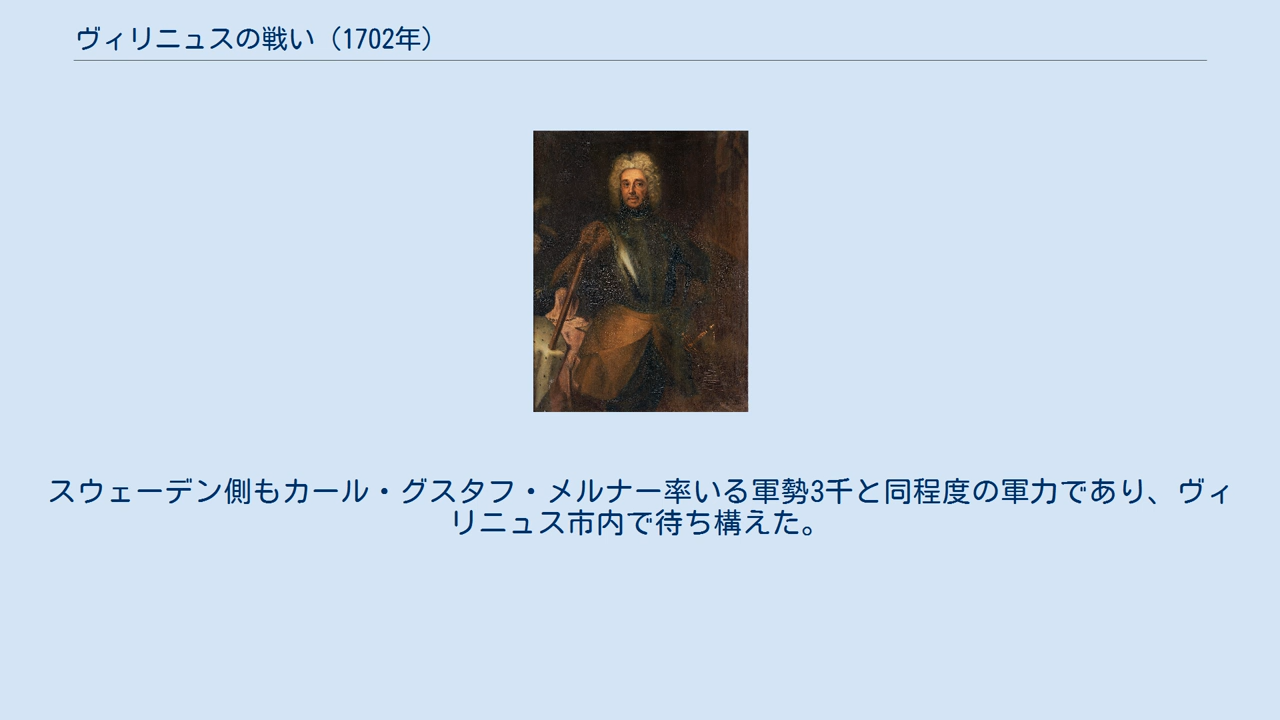 ヴィリニュスの戦い（1702年）
スウェーデン側もカール・グスタフ・メルナー率いる軍勢3千と同程度の軍力であり、ヴィ
リニュス市内で待ち構えた。